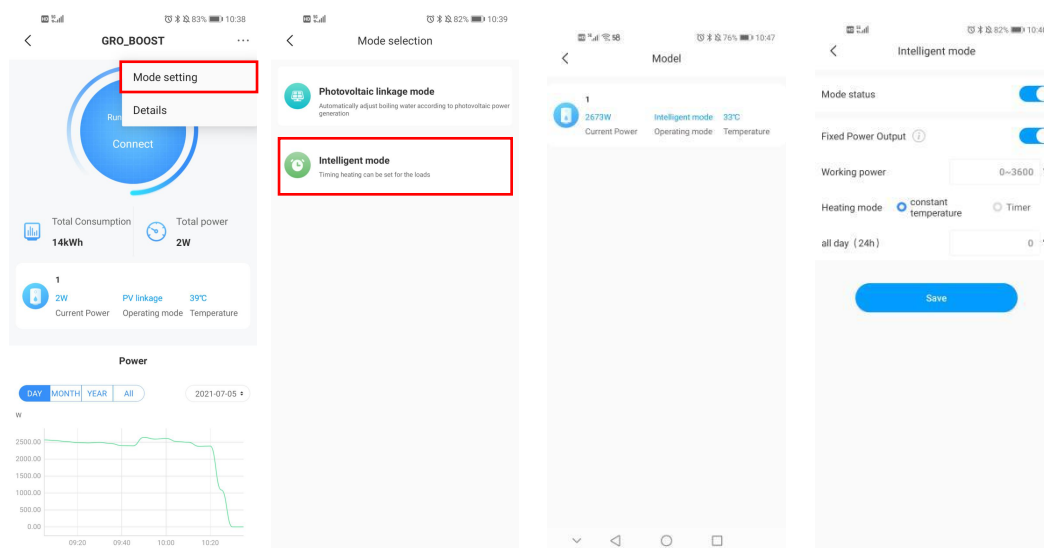 83% 10:38
GRO_BOOST
...
Mode setting
Details
Run
Connect
Total Consumption
14kWh
Total power
2W
1
2W PV linkage 39℃
Current Power Operating mode Temperature
Power
DAY MONTH YEAR All 2021-07-05
W
2500.00
2000.00
1500.00
1000.00
500.00
0.00
09:20 09:40 10:00 10:20
82% 10:39
Mode selection
Photovoltaic linkage mode
Automatically adjust boiling water according to photovoltaic power
generation
Intelligent mode
Timing heating can be set for the loads
76% 10:47
Model
1
2673W Intelligent mode 33℃
Current Power Operating mode Temperature
82%
Intelligent mode
Mode status
Fixed Power Output i
Working power 0~3600
Heating mode constant
temperature
Timer
all day (24h) 0
Save